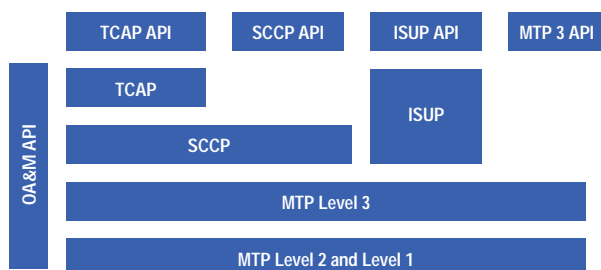 TCAP API
SCCP API
ISUP API
MTP 3 API
OA&M API
TCAP
ISUP
SCCP
MTP Level 3
MTP Level 2 and Level 1